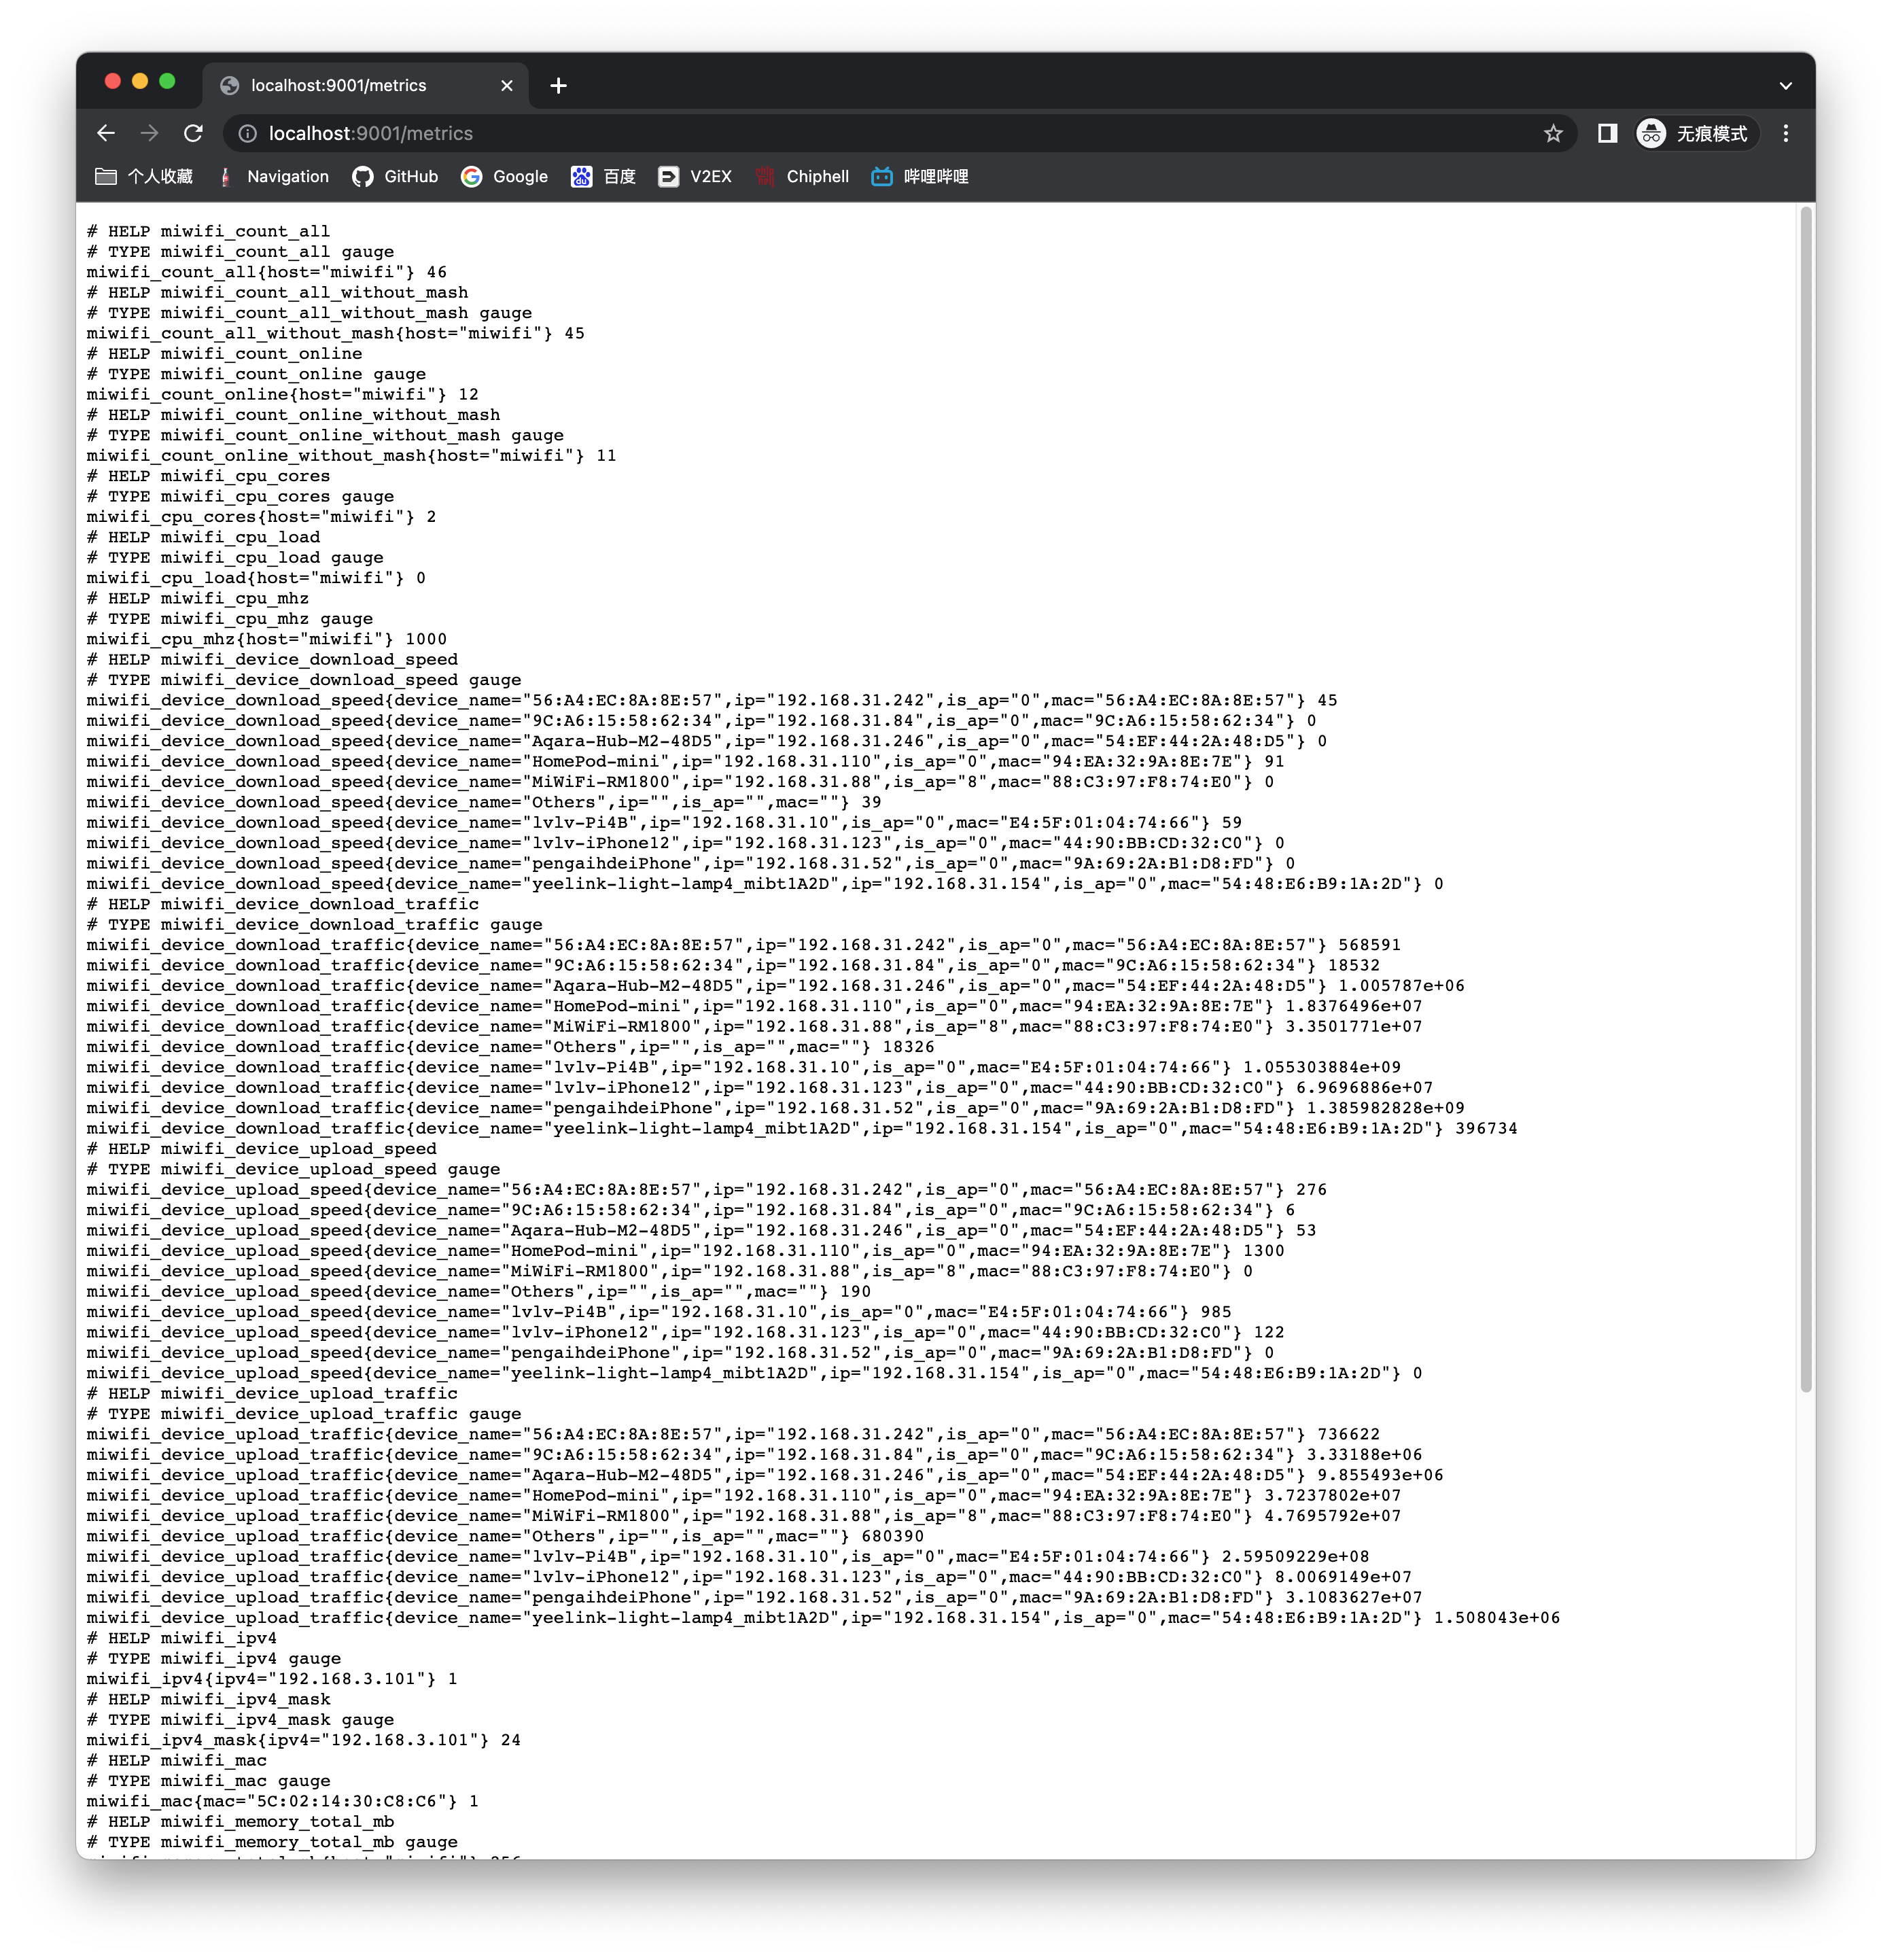 localhost:9001/metrics
localhost:9001/metrics
无痕模式
个人收藏 Navigation GitHub Google 百度 V2EX Chiphell 哔哩哔哩
# HELP miwifi_count_all
# TYPE miwifi_count_all gauge
miwifi_count_all{host="miwifi"} 46
# HELP miwifi_count_all_without_mash
# TYPE miwifi_count_all_without_mash gauge
miwifi_count_all_without_mash{host="miwifi"} 45
# HELP miwifi_count_online
# TYPE miwifi_count_online gauge
miwifi_count_online{host="miwifi"} 12
# HELP miwifi_count_online_without_mash
# TYPE miwifi_count_online_without_mash gauge
miwifi_count_online_without_mash{host="miwifi"} 11
# HELP miwifi_cpu_cores
# TYPE miwifi_cpu_cores gauge
miwifi_cpu_cores{host="miwifi"} 2
# HELP miwifi_cpu_load
# TYPE miwifi_cpu_load gauge
miwifi_cpu_load{host="miwifi"} 0
# HELP miwifi_cpu_mhz
# TYPE miwifi_cpu_mhz gauge
miwifi_cpu_mhz{host="miwifi"} 1000
# HELP miwifi_device_download_speed
# TYPE miwifi_device_download_speed gauge
miwifi_device_download_speed{device_name="56:A4:EC:8A:8E:57",ip="192.168.31.242",is_ap="0",mac="56:A4:EC:8A:8E:57"} 45
miwifi_device_download_speed{device_name="9C:A6:15:58:62:34",ip="192.168.31.84",is_ap="0",mac="9C:A6:15:58:62:34"} 0
miwifi_device_download_speed{device_name="Aqara-Hub-M2-48D5",ip="192.168.31.246",is_ap="0",mac="54:EF:44:2A:48:D5"} 0
miwifi_device_download_speed{device_name="HomePod-mini",ip="192.168.31.110",is_ap="0",mac="94:EA:32:9A:8E:7E"} 91
miwifi_device_download_speed{device_name="MiWiFi-RM1800",ip="192.168.31.88",is_ap="8",mac="88:C3:97:F8:74:E0"} 0
miwifi_device_download_speed{device_name="Others",ip="",is_ap="",mac=""} 39
miwifi_device_download_speed{device_name="lvlv-Pi4B",ip="192.168.31.10",is_ap="0",mac="E4:5F:01:04:74:66"} 59
miwifi_device_download_speed{device_name="lvlv-iPhone12",ip="192.168.31.123",is_ap="0",mac="44:90:BB:CD:32:C0"} 0
miwifi_device_download_speed{device_name="pengaihdeiPhone",ip="192.168.31.52",is_ap="0",mac="9A:69:2A:B1:D8:FD"} 0
miwifi_device_download_speed{device_name="yeelink-light-lamp4_mibt1A2D",ip="192.168.31.154",is_ap="0",mac="54:48:E6:B9:1A:2D"} 0
# HELP miwifi_device_download_traffic
# TYPE miwifi_device_download_traffic gauge
miwifi_device_download_traffic{device_name="56:A4:EC:8A:8E:57",ip="192.168.31.242",is_ap="0",mac="56:A4:EC:8A:8E:57"} 568591
miwifi_device_download_traffic{device_name="9C:A6:15:58:62:34",ip="192.168.31.84",is_ap="0",mac="9C:A6:15:58:62:34"} 18532
miwifi_device_download_traffic{device_name="Aqara-Hub-M2-48D5",ip="192.168.31.246",is_ap="0",mac="54:EF:44:2A:48:D5"} 1.005787e+06
miwifi_device_download_traffic{device_name="HomePod-mini",ip="192.168.31.110",is_ap="0",mac="94:EA:32:9A:8E:7E"} 1.8376496e+07
miwifi_device_download_traffic{device_name="MiWiFi-RM1800",ip="192.168.31.88",is_ap="8",mac="88:C3:97:F8:74:E0"} 3.3501771e+07
miwifi_device_download_traffic{device_name="Others",ip="",is_ap="",mac=""} 18326
miwifi_device_download_traffic{device_name="lvlv-Pi4B",ip="192.168.31.10",is_ap="0",mac="E4:5F:01:04:74:66"} 1.055303884e+09
miwifi_device_download_traffic{device_name="lvlv-iPhone12",ip="192.168.31.123",is_ap="0",mac="44:90:BB:CD:32:C0"} 6.9696886e+07
miwifi_device_download_traffic{device_name="pengaihdeiPhone",ip="192.168.31.52",is_ap="0",mac="9A:69:2A:B1:D8:FD"} 1.385982828e+09
miwifi_device_download_traffic{device_name="yeelink-light-lamp4_mibt1A2D",ip="192.168.31.154",is_ap="0",mac="54:48:E6:B9:1A:2D"} 396734
# HELP miwifi_device_upload_speed
# TYPE miwifi_device_upload_speed gauge
miwifi_device_upload_speed{device_name="56:A4:EC:8A:8E:57",ip="192.168.31.242",is_ap="0",mac="56:A4:EC:8A:8E:57"} 276
miwifi_device_upload_speed{device_name="9C:A6:15:58:62:34",ip="192.168.31.84",is_ap="0",mac="9C:A6:15:58:62:34"} 6
miwifi_device_upload_speed{device_name="Aqara-Hub-M2-48D5",ip="192.168.31.246",is_ap="0",mac="54:EF:44:2A:48:D5"} 53
miwifi_device_upload_speed{device_name="HomePod-mini",ip="192.168.31.110",is_ap="0",mac="94:EA:32:9A:8E:7E"} 1300
miwifi_device_upload_speed{device_name="MiWiFi-RM1800",ip="192.168.31.88",is_ap="8",mac="88:C3:97:F8:74:E0"} 0
miwifi_device_upload_speed{device_name="Others",ip="",is_ap="",mac=""} 190
miwifi_device_upload_speed{device_name="lvlv-Pi4B",ip="192.168.31.10",is_ap="0",mac="E4:5F:01:04:74:66"} 985
miwifi_device_upload_speed{device_name="lvlv-iPhone12",ip="192.168.31.123",is_ap="0",mac="44:90:BB:CD:32:C0"} 122
miwifi_device_upload_speed{device_name="pengaihdeiPhone",ip="192.168.31.52",is_ap="0",mac="9A:69:2A:B1:D8:FD"} 0
miwifi_device_upload_speed{device_name="yeelink-light-lamp4_mibt1A2D",ip="192.168.31.154",is_ap="0",mac="54:48:E6:B9:1A:2D"} 0
# HELP miwifi_device_upload_traffic
# TYPE miwifi_device_upload_traffic gauge
miwifi_device_upload_traffic{device_name="56:A4:EC:8A:8E:57",ip="192.168.31.242",is_ap="0",mac="56:A4:EC:8A:8E:57"} 736622
miwifi_device_upload_traffic{device_name="9C:A6:15:58:62:34",ip="192.168.31.84",is_ap="0",mac="9C:A6:15:58:62:34"} 3.33188e+06
miwifi_device_upload_traffic{device_name="Aqara-Hub-M2-48D5",ip="192.168.31.246",is_ap="0",mac="54:EF:44:2A:48:D5"} 9.855493e+06
miwifi_device_upload_traffic{device_name="HomePod-mini",ip="192.168.31.110",is_ap="0",mac="94:EA:32:9A:8E:7E"} 3.7237802e+07
miwifi_device_upload_traffic{device_name="MiWiFi-RM1800",ip="192.168.31.88",is_ap="8",mac="88:C3:97:F8:74:E0"} 4.7695792e+07
miwifi_device_upload_traffic{device_name="Others",ip="",is_ap="",mac=""} 680390
miwifi_device_upload_traffic{device_name="lvlv-Pi4B",ip="192.168.31.10",is_ap="0",mac="E4:5F:01:04:74:66"} 2.59509229e+08
miwifi_device_upload_traffic{device_name="lvlv-iPhone12",ip="192.168.31.123",is_ap="0",mac="44:90:BB:CD:32:C0"} 8.0069149e+07
miwifi_device_upload_traffic{device_name="pengaihdeiPhone",ip="192.168.31.52",is_ap="0",mac="9A:69:2A:B1:D8:FD"} 3.1083627e+07
miwifi_device_upload_traffic{device_name="yeelink-light-lamp4_mibt1A2D",ip="192.168.31.154",is_ap="0",mac="54:48:E6:B9:1A:2D"} 1.508043e+06
# HELP miwifi_ipv4
# TYPE miwifi_ipv4 gauge
miwifi_ipv4{ipv4="192.168.3.101"} 1
# HELP miwifi_ipv4_mask
# TYPE miwifi_ipv4_mask gauge
miwifi_ipv4_mask{ipv4="192.168.3.101"} 24
# HELP miwifi_mac
# TYPE miwifi_mac gauge
miwifi_mac{mac="5C:02:14:30:C8:C6"} 1
# HELP miwifi_memory_total_mb
# TYPE miwifi_memory_total_mb gauge